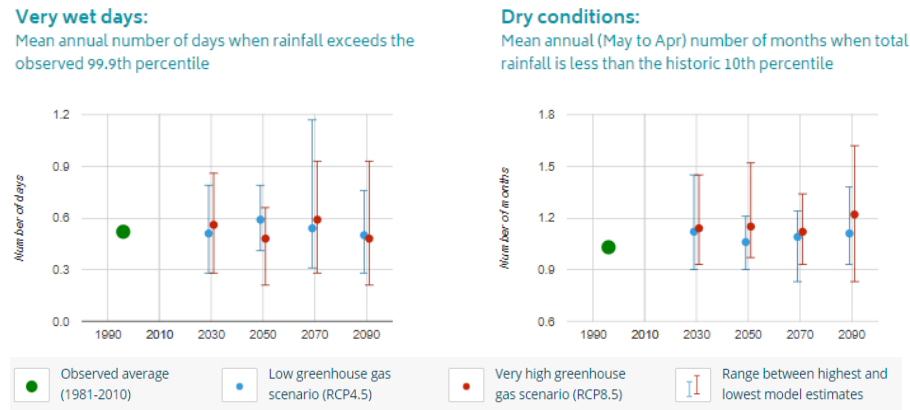 Very wet days:
Mean annual number of days when rainfall exceeds the
observed 99.9th percentile
Number of days
1.2
0.9
0.6
0.3
0.0
1990 2010 2030 2050 2070 2090
Dry conditions:
Mean annual (May to Apr) number of months when total
rainfall is less than the historic 10th percentile
Number of months
1.8
1.5
1.2
0.9
0.6
1990 2010 2030 2050 2070 2090
Observed average
(1981-2010)
Low greenhouse gas
scenario (RCP4.5)
Very high greenhouse
gas scenario (RCP8.5)
Range between highest and
lowest model estimates